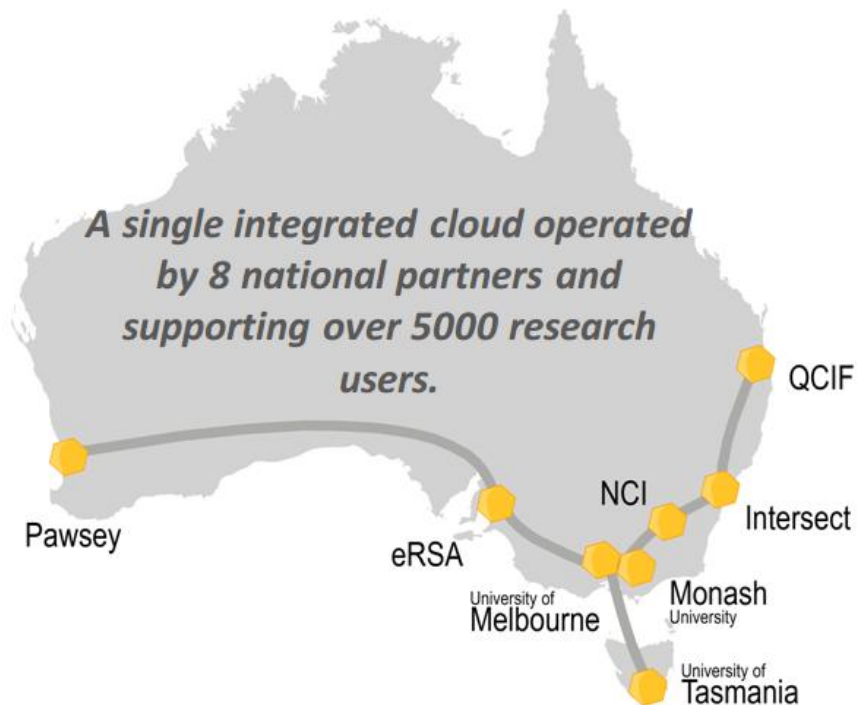 A single integrated cloud operated
by 8 national partners and
supporting over 5000 research
users.
QCIF
NCI
Intersect
Pawsey
eRSA
University of
Melbourne
Monash
University
University of
Tasmania